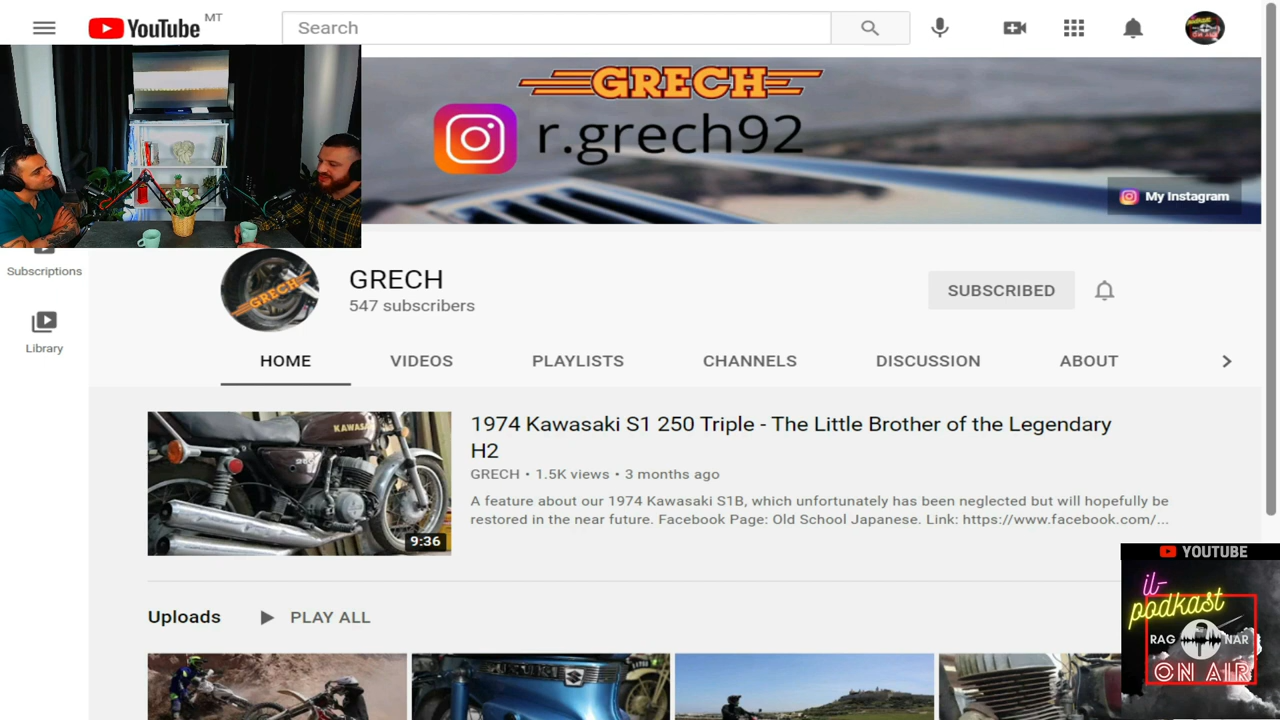 YouTube
MT
Search
GRECH
r.grech92
My Instagram
Subscriptions
Library
GRECH
GRECH
547 subscribers
SUBSCRIBED
HOME
VIDEOS
PLAYLISTS
CHANNELS
DISCUSSION
ABOUT
1974 Kawasaki S1 250 Triple - The Little Brother of the Legendary
H2
GRECH • 1.5K views • 3 months ago
A feature about our 1974 Kawasaki S1B, which unfortunately has been neglected but will hopefully be
restored in the near future. Facebook Page: Old School Japanese. Link: https://www.facebook.com/...
9:36
Uploads
PLAY ALL
SUZUKI
YOUTUBE
il-
podkast
RAG NAR
ON AIR